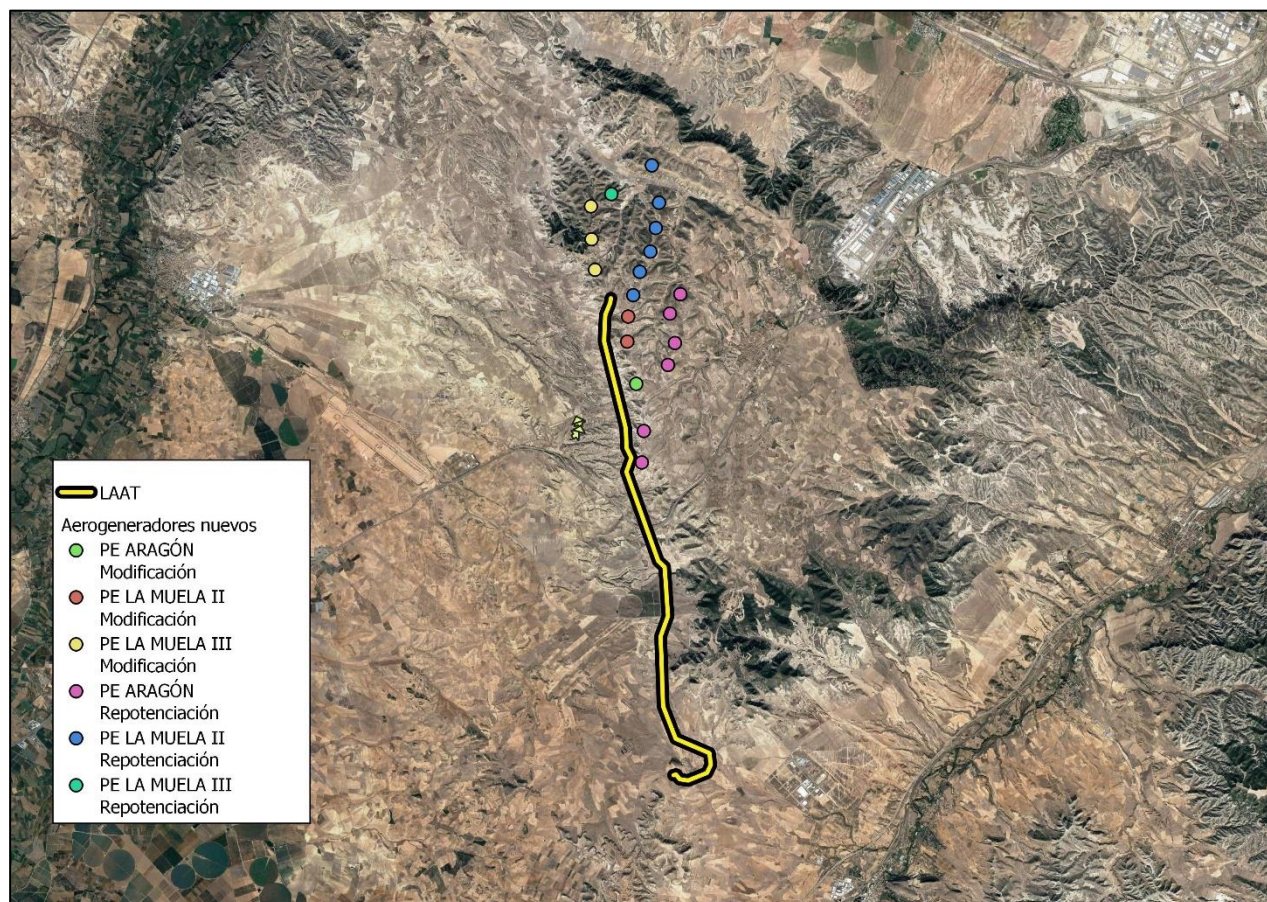 LAAT
Aerogeneradores nuevos
PE ARAGÓN
Modificación
PE LA MUELA II
Modificación
PE LA MUELA III
Modificación
PE ARAGÓN
Repotenciación
PE LA MUELA II
Repotenciación
PE LA MUELA III
Repotenciación